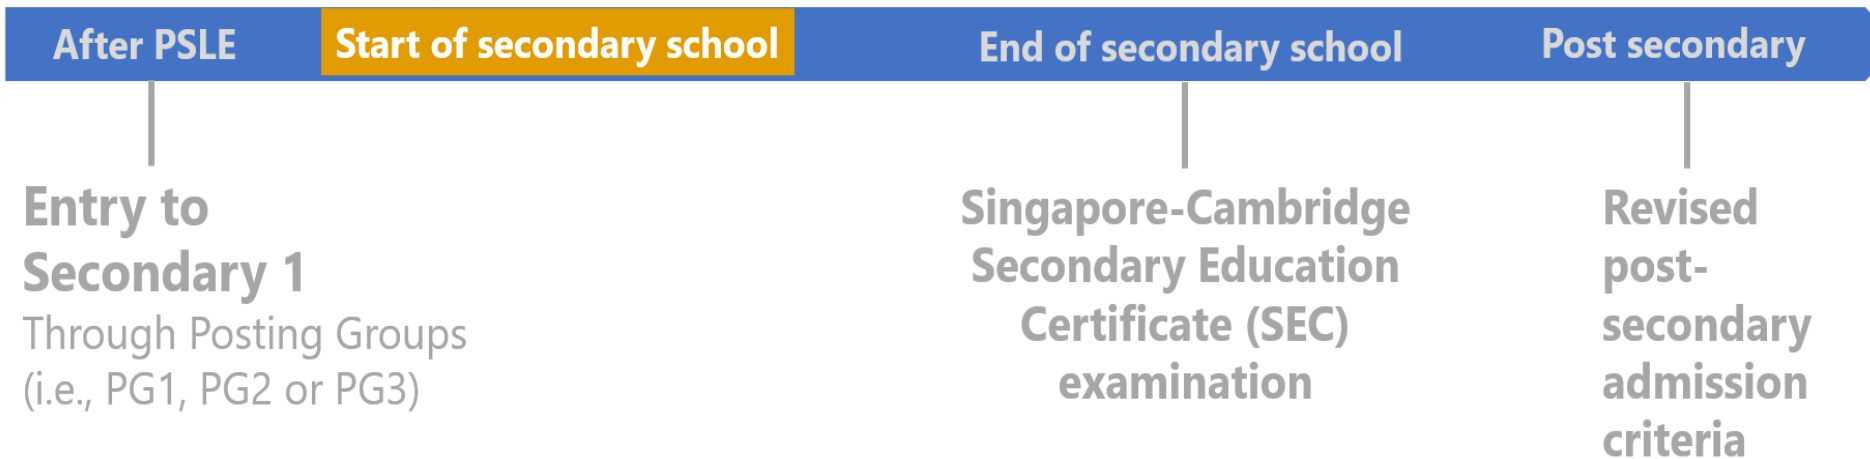 After PSLE
Start of secondary school
End of secondary school
Post secondary
Entry to
Secondary 1
Through Posting Groups
(i.e., PG1, PG2 or PG3)
Singapore-Cambridge
Secondary Education
Certificate (SEC)
examination
Revised
post-
secondary
admission
criteria